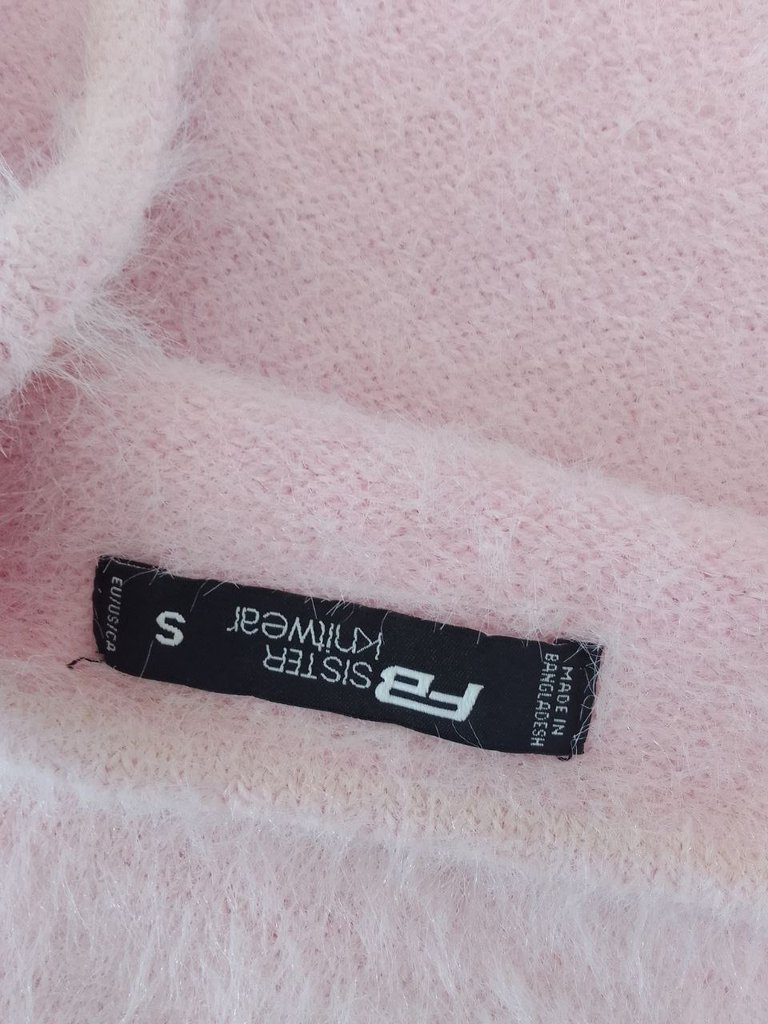 MADE IN
BANGLADESH
FB
SISTER
Knitwear
S
EU/US/CA